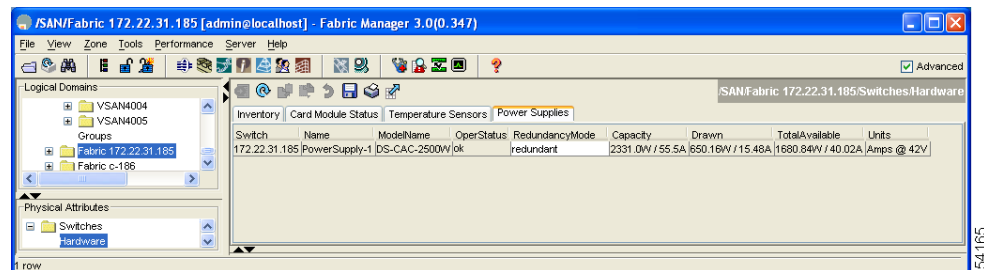 /SAN/Fabric 172.22.31.185 [admin@localhost] - Fabric Manager 3.0(0.347)
File View Zone Tools Performance Server Help
Advanced
Logical Domains
/SAN/Fabric 172.22.31.185/Switches/Hardware
VSAN4004
VSAN4005
Groups
Fabric 172.22.31.185
Fabric c-186
Inventory Card Module Status Temperature Sensors Power Supplies
Switch Name ModelName OperStatus RedundancyMode Capacity Drawn TotalAvailable Units
172.22.31.185 PowerSupply-1 DS-CAC-2500W ok redundant 2331.0W / 55.5A 650.16W / 15.48A 1680.84W / 40.02A Amps @ 42V
Physical Attributes
Switches
Hardware
1 row
54165